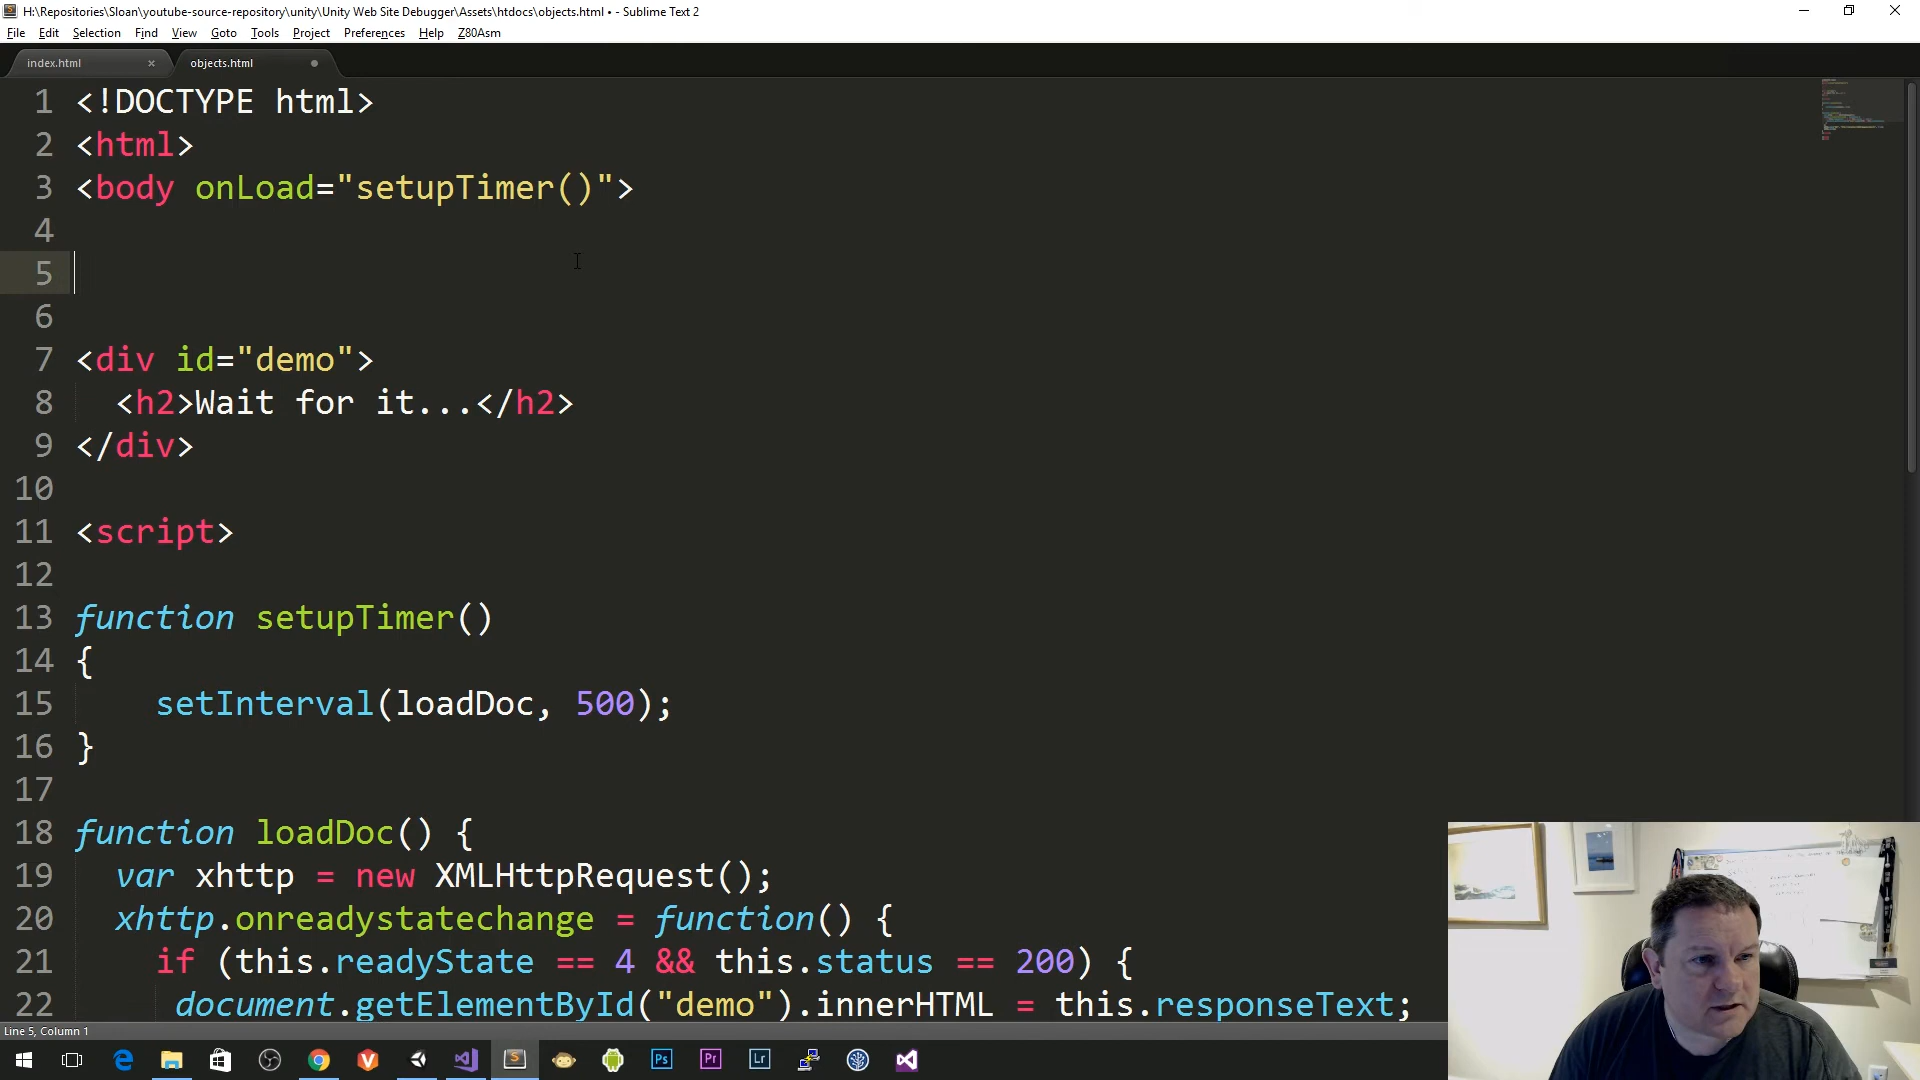 H:\Repositories\Sloan\youtube-source-repository\unity\Unity Web Site Debugger\Assets\htdocs\objects.html • - Sublime Text 2
File Edit Selection Find View Goto Tools Project Preferences Help Z80Asm
index.html × objects.html
1 <!DOCTYPE html>
2 <html>
3 <body onLoad="setupTimer()">
4
5
6
7 <div id="demo">
8 <h2>Wait for it...</h2>
9 </div>
10
11 <script>
12
13 function setupTimer()
14 {
15 setInterval(loadDoc, 500);
16 }
17
18 function loadDoc() {
19 var xhttp = new XMLHttpRequest();
20 xhttp.onreadystatechange = function() {
21 if (this.readyState == 4 && this.status == 200) {
22 document.getElementById("demo").innerHTML = this.responseText;
Line 5, Column 1
Ps Pr Lr